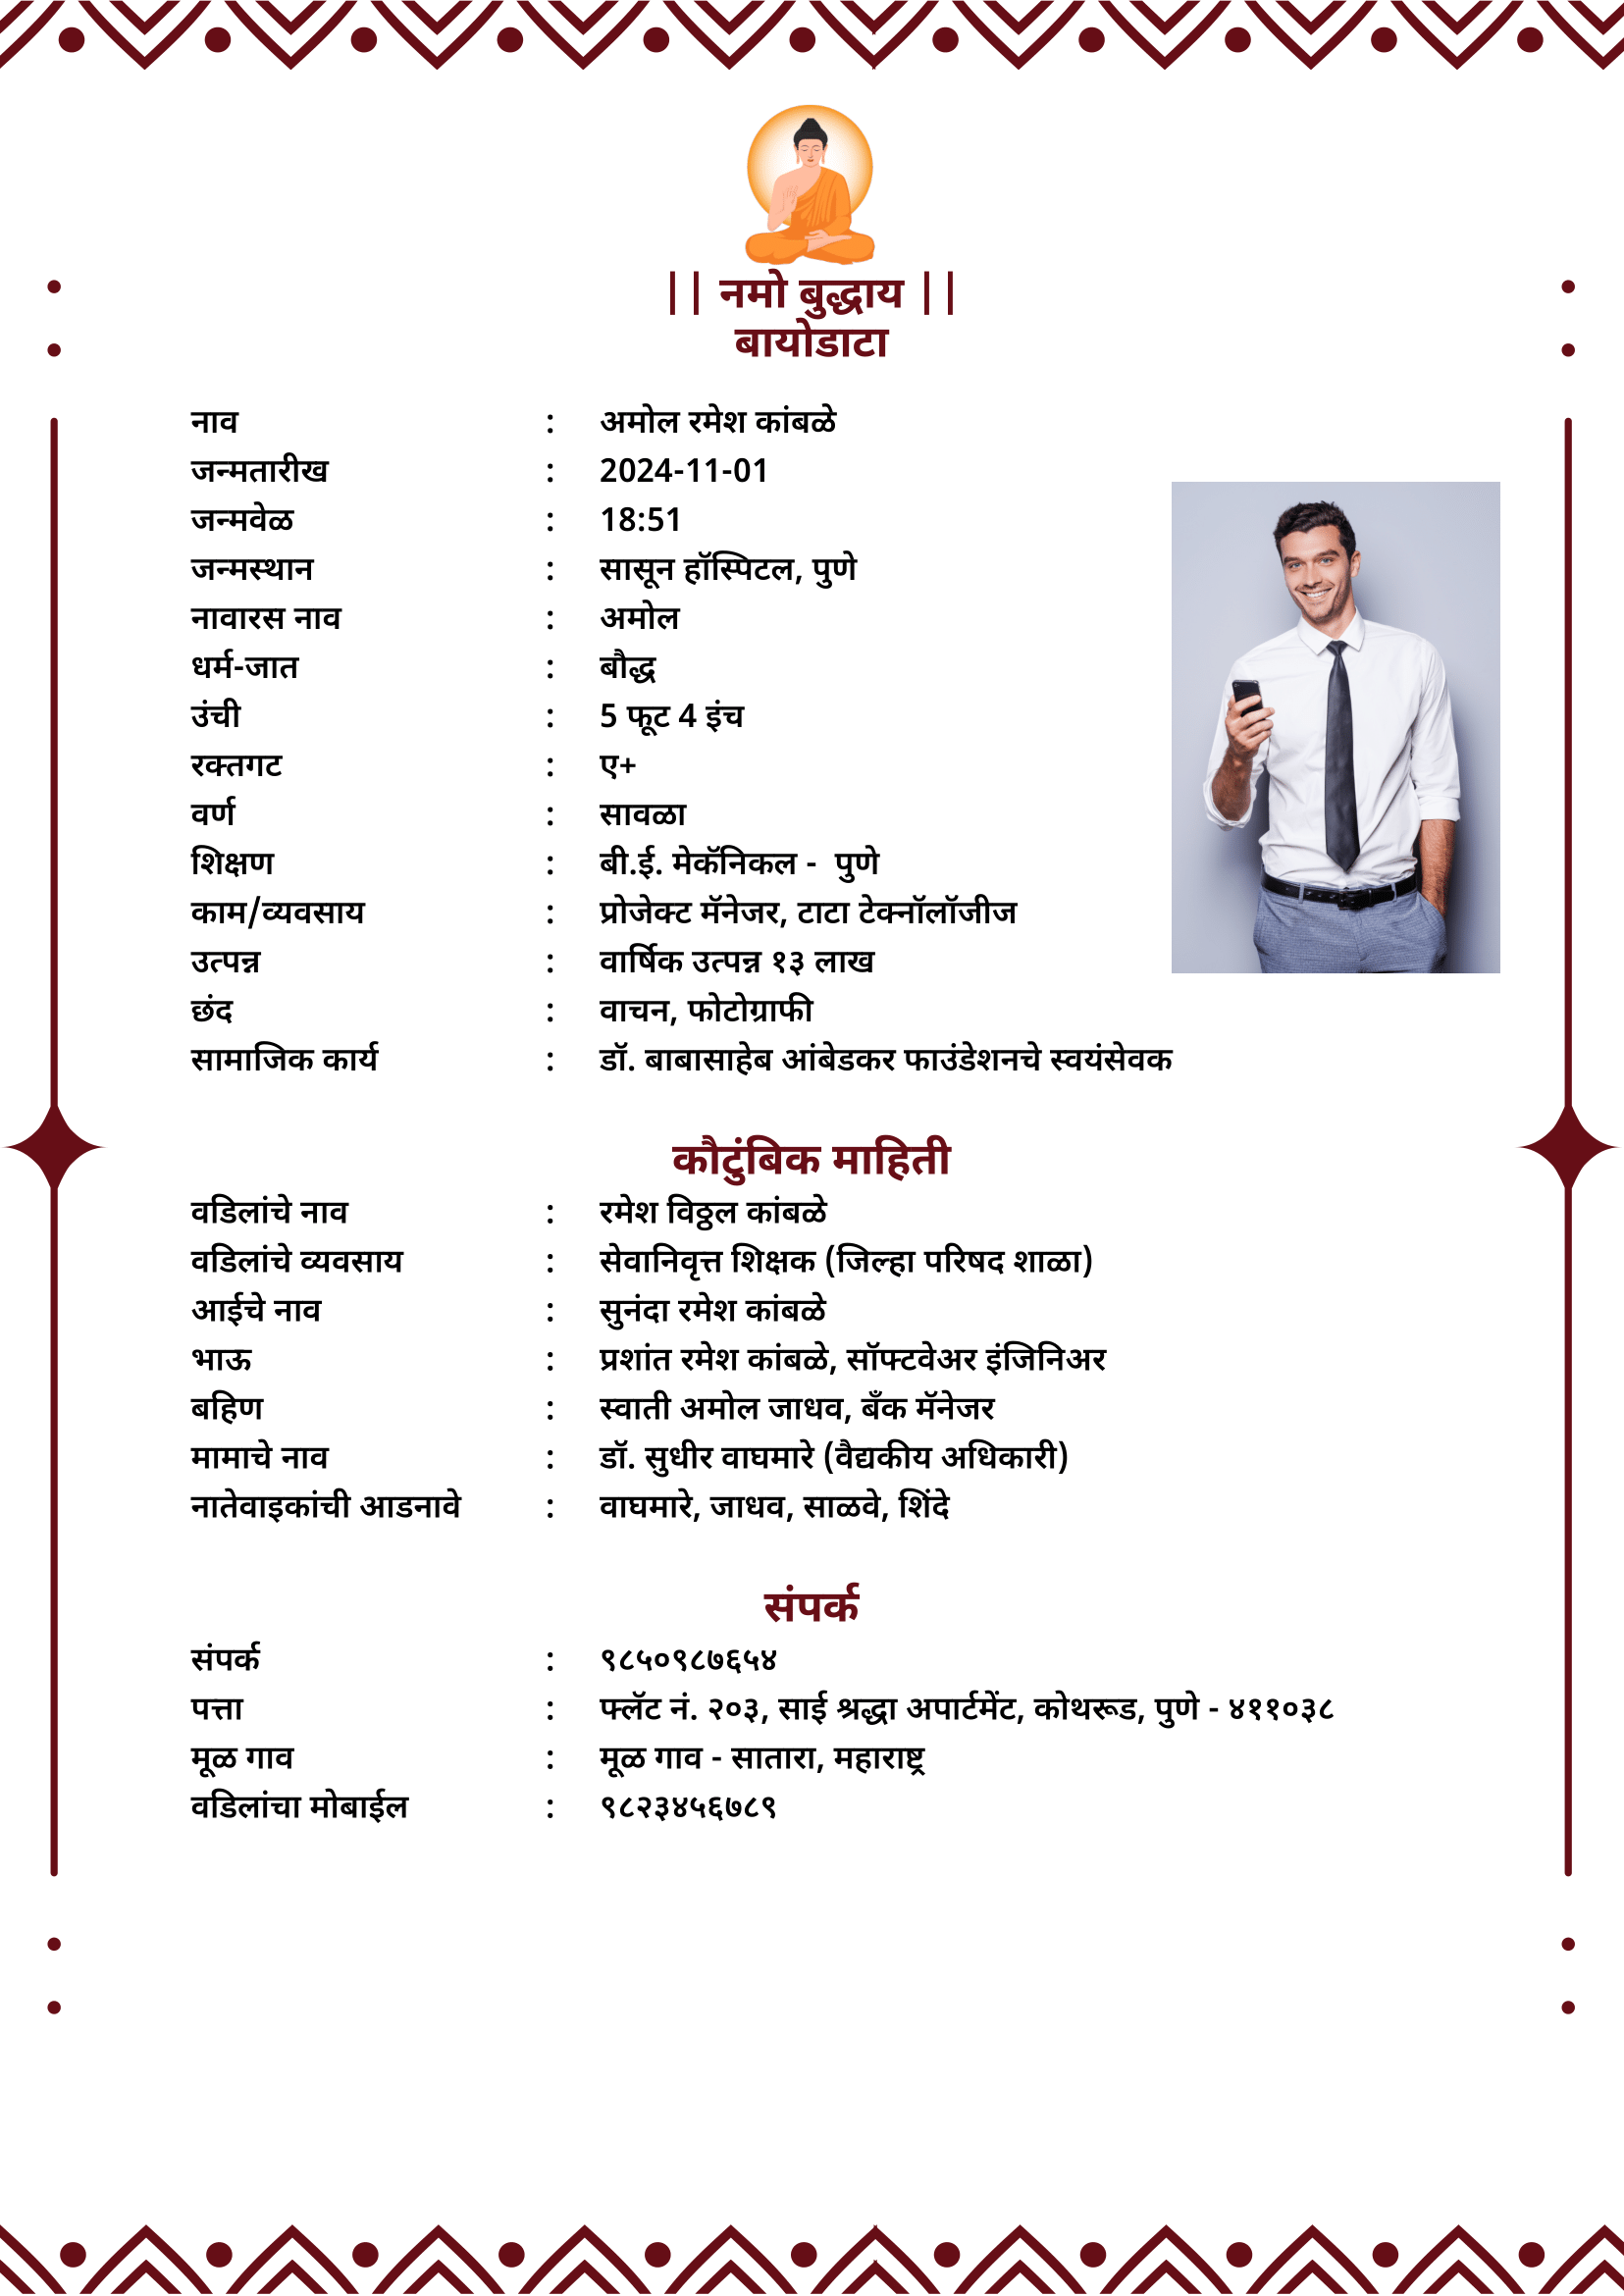 || नमो बुद्धाय ||
बायोडाटा
नाव : अमोल रमेश कांबळे
जन्मतारीख : 2024-11-01
जन्मवेळ : 18:51
जन्मस्थान : सासून हॉस्पिटल, पुणे
नावारस नाव : अमोल
धर्म-जात : बौद्ध
उंची : 5 फूट 4 इंच
रक्तगट : ए+
वर्ण : सावळा
शिक्षण : बी.ई. मेकॅनिकल - पुणे
काम/व्यवसाय : प्रोजेक्ट मॅनेजर, टाटा टेक्नॉलॉजीज
उत्पन्न : वार्षिक उत्पन्न १३ लाख
छंद : वाचन, फोटोग्राफी
सामाजिक कार्य : डॉ. बाबासाहेब आंबेडकर फाउंडेशनचे स्वयंसेवक
कौटुंबिक माहिती
वडिलांचे नाव : रमेश विठ्ठल कांबळे
वडिलांचे व्यवसाय : सेवानिवृत्त शिक्षक (जिल्हा परिषद शाळा)
आईचे नाव : सुनंदा रमेश कांबळे
भाऊ : प्रशांत रमेश कांबळे, सॉफ्टवेअर इंजिनिअर
बहिण : स्वाती अमोल जाधव, बँक मॅनेजर
मामाचे नाव : डॉ. सुधीर वाघमारे (वैद्यकीय अधिकारी)
नातेवाइकांची आडनावे : वाघमारे, जाधव, साळवे, शिंदे
संपर्क
संपर्क : ९८५०९८७६५४
पत्ता : फ्लॅट नं. २०३, साई श्रद्धा अपार्टमेंट, कोथरूड, पुणे - ४११०३८
मूळ गाव : मूळ गाव - सातारा, महाराष्ट्र
वडिलांचा मोबाईल : ९८२३४५६७८९